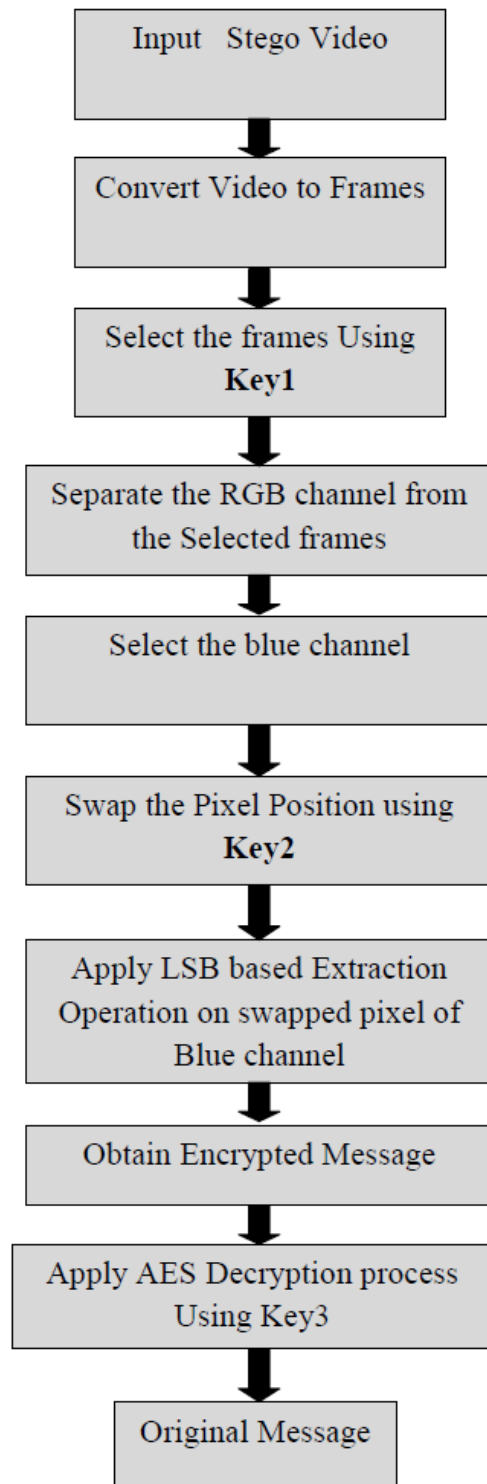 Input Stego Video
Convert Video to Frames
Select the frames Using
Key1
Separate the RGB channel from
the Selected frames
Select the blue channel
Swap the Pixel Position using
Key2
Apply LSB based Extraction
Operation on swapped pixel of
Blue channel
Obtain Encrypted Message
Apply AES Decryption process
Using Key3
Original Message